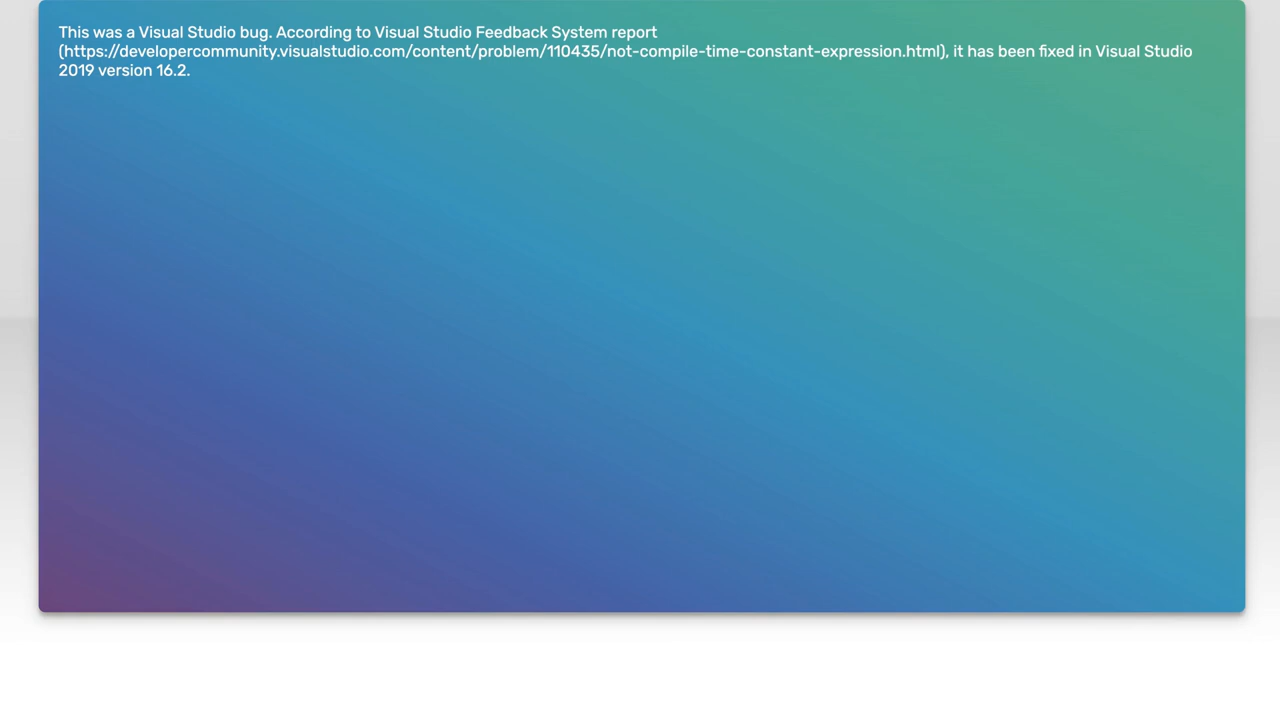 This was a Visual Studio bug. According to Visual Studio Feedback System report
(https://developercommunity.visualstudio.com/content/problem/110435/not-compile-time-constant-expression.html), it has been fixed in Visual Studio
2019 version 16.2.